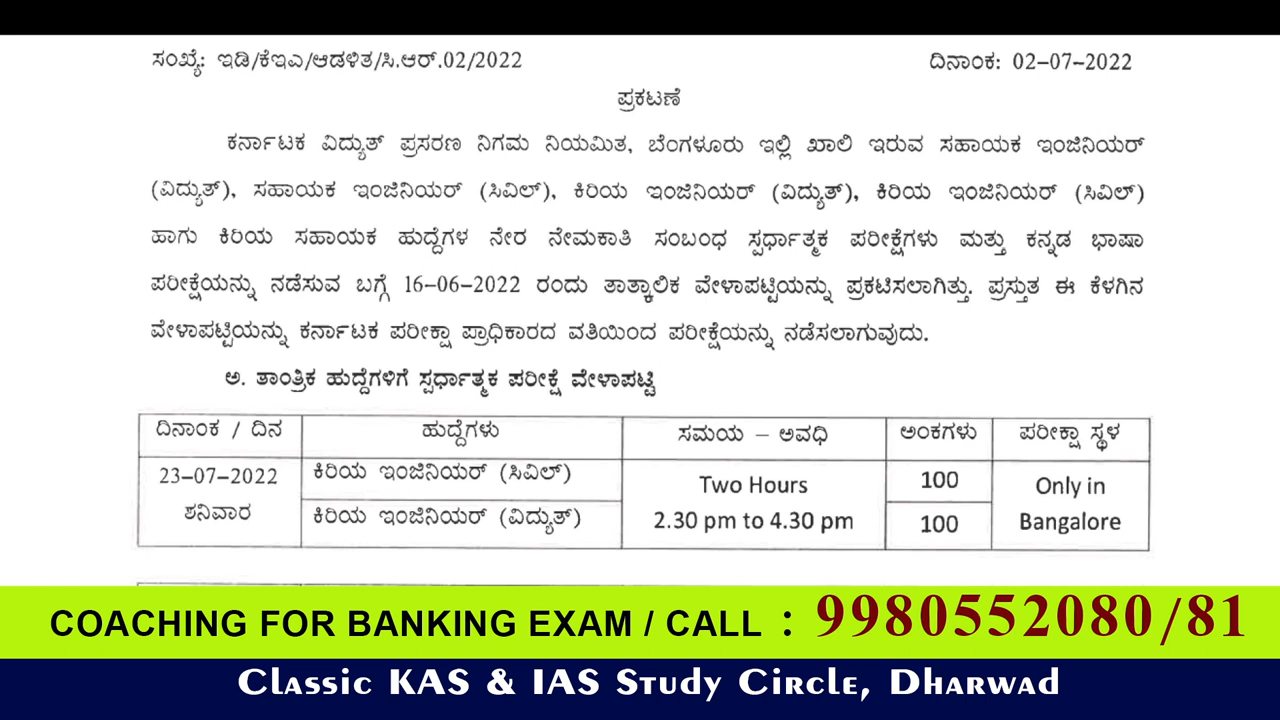 ಸಂಖ್ಯೆ: ಇಡಿ/ಕೆಇಎ/ಆಡಳಿತ/ಸಿ.ಆರ್.02/2022 ದಿನಾಂಕ: 02-07-2022
ಪ್ರಕಟಣೆ
ಕರ್ನಾಟಕ ವಿದ್ಯುತ್ ಪ್ರಸರಣ ನಿಗಮ ನಿಯಮಿತ, ಬೆಂಗಳೂರು ಇಲ್ಲಿ ಖಾಲಿ ಇರುವ ಸಹಾಯಕ ಇಂಜಿನಿಯರ್
(ವಿದ್ಯುತ್), ಸಹಾಯಕ ಇಂಜಿನಿಯರ್ (ಸಿವಿಲ್), ಕಿರಿಯ ಇಂಜಿನಿಯರ್ (ವಿದ್ಯುತ್), ಕಿರಿಯ ಇಂಜಿನಿಯರ್ (ಸಿವಿಲ್)
ಹಾಗು ಕಿರಿಯ ಸಹಾಯಕ ಹುದ್ದೆಗಳ ನೇರ ನೇಮಕಾತಿ ಸಂಬಂಧ ಸ್ಪರ್ಧಾತ್ಮಕ ಪರೀಕ್ಷೆಗಳು ಮತ್ತು ಕನ್ನಡ ಭಾಷಾ
ಪರೀಕ್ಷೆಯನ್ನು ನಡೆಸುವ ಬಗ್ಗೆ 16-06-2022 ರಂದು ತಾತ್ಕಾಲಿಕ ವೇಳಾಪಟ್ಟಿಯನ್ನು ಪ್ರಕಟಿಸಲಾಗಿತ್ತು. ಪ್ರಸ್ತುತ ಈ ಕೆಳಗಿನ
ವೇಳಾಪಟ್ಟಿಯನ್ನು ಕರ್ನಾಟಕ ಪರೀಕ್ಷಾ ಪ್ರಾಧಿಕಾರದ ವತಿಯಿಂದ ಪರೀಕ್ಷೆಯನ್ನು ನಡೆಸಲಾಗುವುದು.
ಅ. ತಾಂತ್ರಿಕ ಹುದ್ದೆಗಳಿಗೆ ಸ್ಪರ್ಧಾತ್ಮಕ ಪರೀಕ್ಷೆ ವೇಳಾಪಟ್ಟಿ
ದಿನಾಂಕ / ದಿನ ಹುದ್ದೆಗಳು ಸಮಯ – ಅವಧಿ ಅಂಕಗಳು ಪರೀಕ್ಷಾ ಸ್ಥಳ
23-07-2022 ಕಿರಿಯ ಇಂಜಿನಿಯರ್ (ಸಿವಿಲ್) Two Hours 100 Only in
ಶನಿವಾರ ಕಿರಿಯ ಇಂಜಿನಿಯರ್ (ವಿದ್ಯುತ್) 2.30 pm to 4.30 pm 100 Bangalore
COACHING FOR BANKING EXAM / CALL : 9980552080/81
Classic KAS & IAS Study Circle, Dharwad